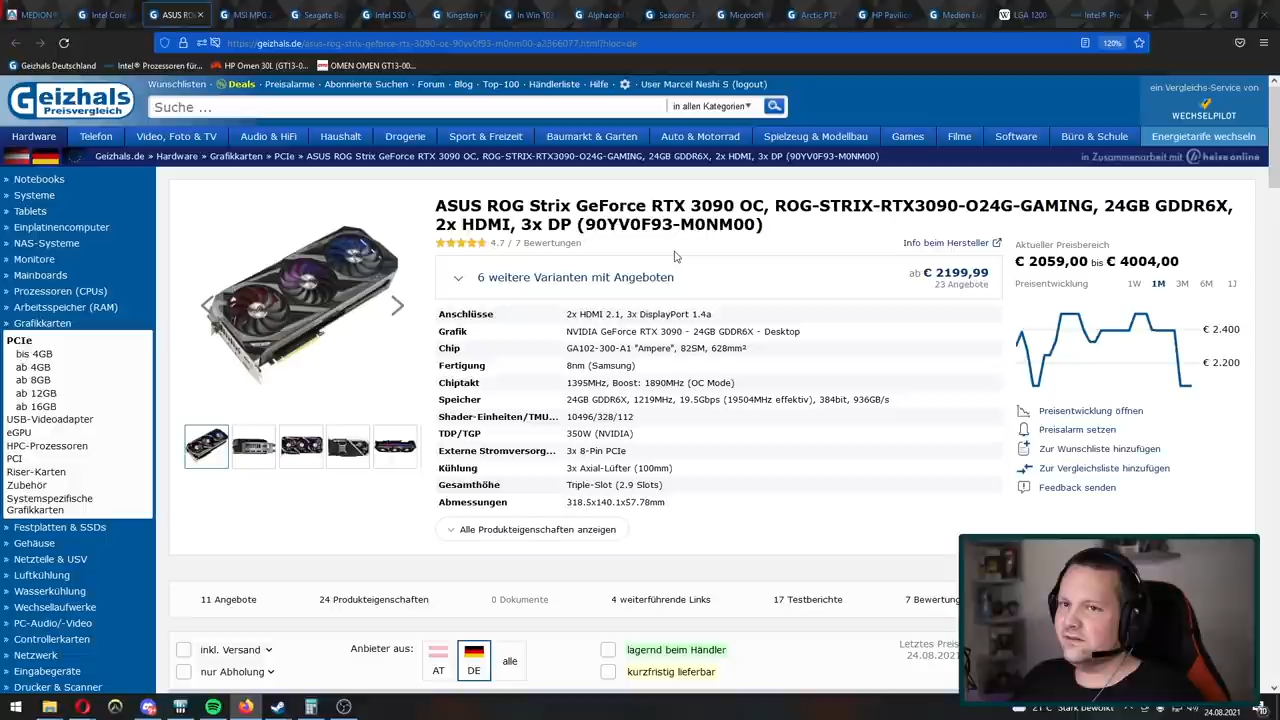 MEDION
Intel Core
ASUS RO
MSI MPG
Seagate Ba
Intel SSD
Kingston F
In Win 10
Alphacool
Seasonic F
Microsoft
Arctic P12
HP Pavilio
Medion E
LGA 1200
Intel® Pro
https://geizhals.de/asus-rog-strix-geforce-rtx-3090-oc-90yv0f93-m0nm00-a2366077.html?hloc=de
120%
Geizhals Deutschland
Intel® Prozessoren für...
HP Omen 30L (GT13-0...
OMEN OMEN GT13-00...
Geizhals
Preisvergleich
Wunschlisten
Deals
Preisalarme
Abonnierte Suchen
Forum
Blog
Top-100
Händlerliste
Hilfe
User Marcel Neshi S (logout)
ein Vergleichs-Service von
WECHSELPILOT
Suche ...
in allen Kategorien
Hardware
Telefon
Video, Foto & TV
Audio & HiFi
Haushalt
Drogerie
Sport & Freizeit
Baumarkt & Garten
Auto & Motorrad
Spielzeug & Modellbau
Games
Filme
Software
Büro & Schule
Energietarife wechseln
Geizhals.de » Hardware » Grafikkarten » PCIe » ASUS ROG Strix GeForce RTX 3090 OC, ROG-STRIX-RTX3090-O24G-GAMING, 24GB GDDR6X, 2x HDMI, 3x DP (90YV0F93-M0NM00)
in Zusammenarbeit mit heise online
» Notebooks
» Systeme
» Tablets
» Einplatinencomputer
» NAS-Systeme
» Monitore
» Mainboards
» Prozessoren (CPUs)
» Arbeitsspeicher (RAM)
» Grafikkarten
PCIe
bis 4GB
ab 4GB
ab 8GB
ab 12GB
ab 16GB
USB-Videoadapter
eGPU
HPC-Prozessoren
PCI
Riser-Karten
Zubehör
Systemspezifische
Grafikkarten
» Festplatten & SSDs
» Gehäuse
» Netzteile & USV
» Luftkühlung
» Wasserkühlung
» Wechsellaufwerke
» PC-Audio/-Video
» Controllerkarten
» Netzwerk
» Eingabegeräte
» Drucker & Scanner
ASUS ROG Strix GeForce RTX 3090 OC, ROG-STRIX-RTX3090-O24G-GAMING, 24GB GDDR6X,
2x HDMI, 3x DP (90YV0F93-M0NM00)
4.7 / 7 Bewertungen
Info beim Hersteller
6 weitere Varianten mit Angeboten
ab € 2199,99
23 Angebote
Anschlüsse 2x HDMI 2.1, 3x DisplayPort 1.4a
Grafik NVIDIA GeForce RTX 3090 - 24GB GDDR6X - Desktop
Chip GA102-300-A1 "Ampere", 82SM, 628mm²
Fertigung 8nm (Samsung)
Chiptakt 1395MHz, Boost: 1890MHz (OC Mode)
Speicher 24GB GDDR6X, 1219MHz, 19.5Gbps (19504MHz effektiv), 384bit, 936GB/s
Shader-Einheiten/TMU... 10496/328/112
TDP/TGP 350W (NVIDIA)
Externe Stromversorg... 3x 8-Pin PCIe
Kühlung 3x Axial-Lüfter (100mm)
Gesamthöhe Triple-Slot (2.9 Slots)
Abmessungen 318.5x140.1x57.78mm
Alle Produkteigenschaften anzeigen
Aktueller Preisbereich
€ 2059,00 bis € 4004,00
Preisentwicklung 1W 1M 3M 6M 1J
€ 2.400
€ 2.200
Preisentwicklung öffnen
Preisalarm setzen
Zur Wunschliste hinzufügen
Zur Vergleichsliste hinzufügen
Feedback senden
11 Angebote
24 Produkteigenschaften
0 Dokumente
4 weiterführende Links
17 Testberichte
7 Bewertung
inkl. Versand
nur Abholung
Anbieter aus:
AT
DE
alle
lagernd beim Händler
kurzfristig lieferbar
Letztes Preis
24.08.2021
21°C Stark bewölkt
24.08.2021